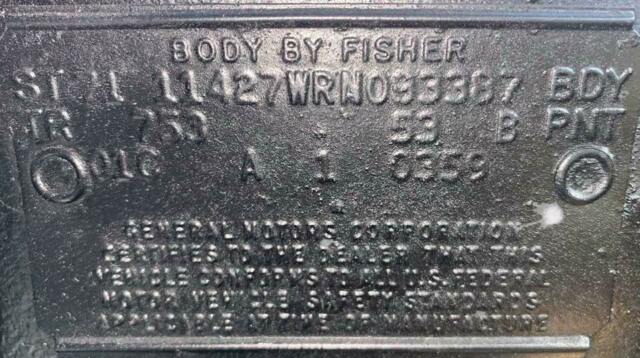 BODY BY FISHER
ST 71 11427WRN093367 BDY
TR 753 53 B PNT
01C A 1 0359
GENERAL MOTORS CORPORATION
CERTIFIES TO THE DEALER THAT THIS
VEHICLE CONFORMS TO ALL U.S. FEDERAL
MOTOR VEHICLE SAFETY STANDARDS
APPLICABLE AT TIME OF MANUFACTURE